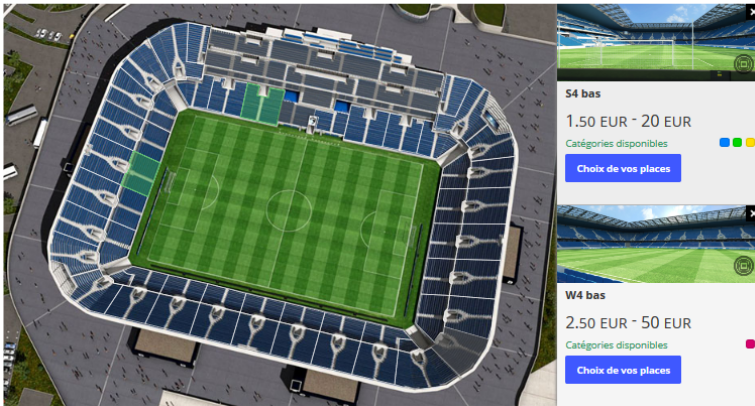 S4 bas
1.50 EUR - 20 EUR
Catégories disponibles
Choix de vos places
W4 bas
2.50 EUR - 50 EUR
Catégories disponibles
Choix de vos places